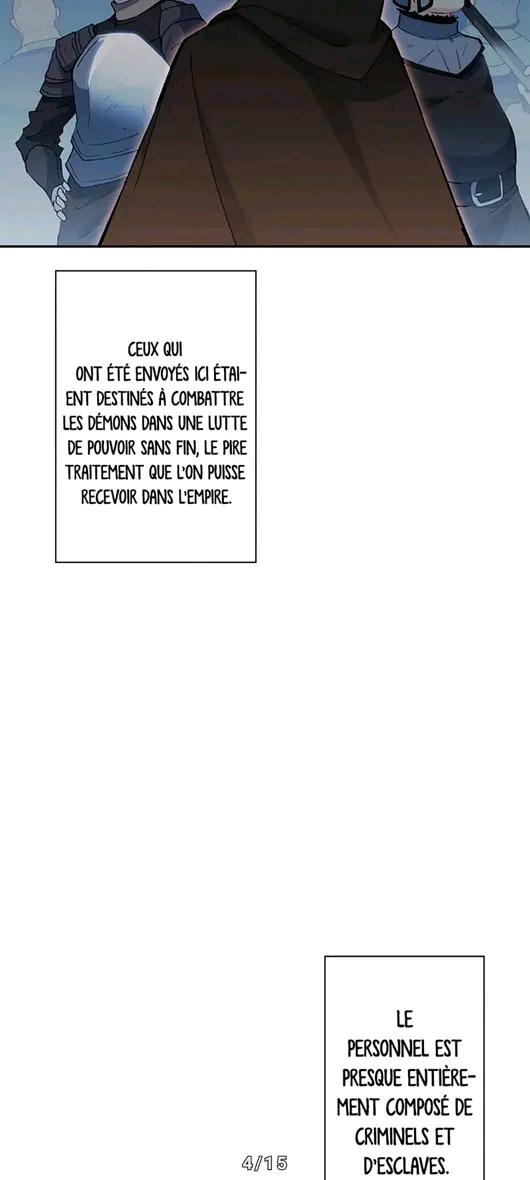 CEUX QUI
ONT ÉTÉ ENVOYÉS ICI ÉTAI-
ENT DESTINÉS À COMBATTRE
LES DÉMONS DANS UNE LUTTE
DE POUVOIR SANS FIN, LE PIRE
TRAITEMENT QUE L'ON PUISSE
RECEVOIR DANS L'EMPIRE.
LE
PERSONNEL EST
PRESQUE ENTIÈRE-
MENT COMPOSÉ DE
CRIMINELS ET
D'ESCLAVES.
4/15